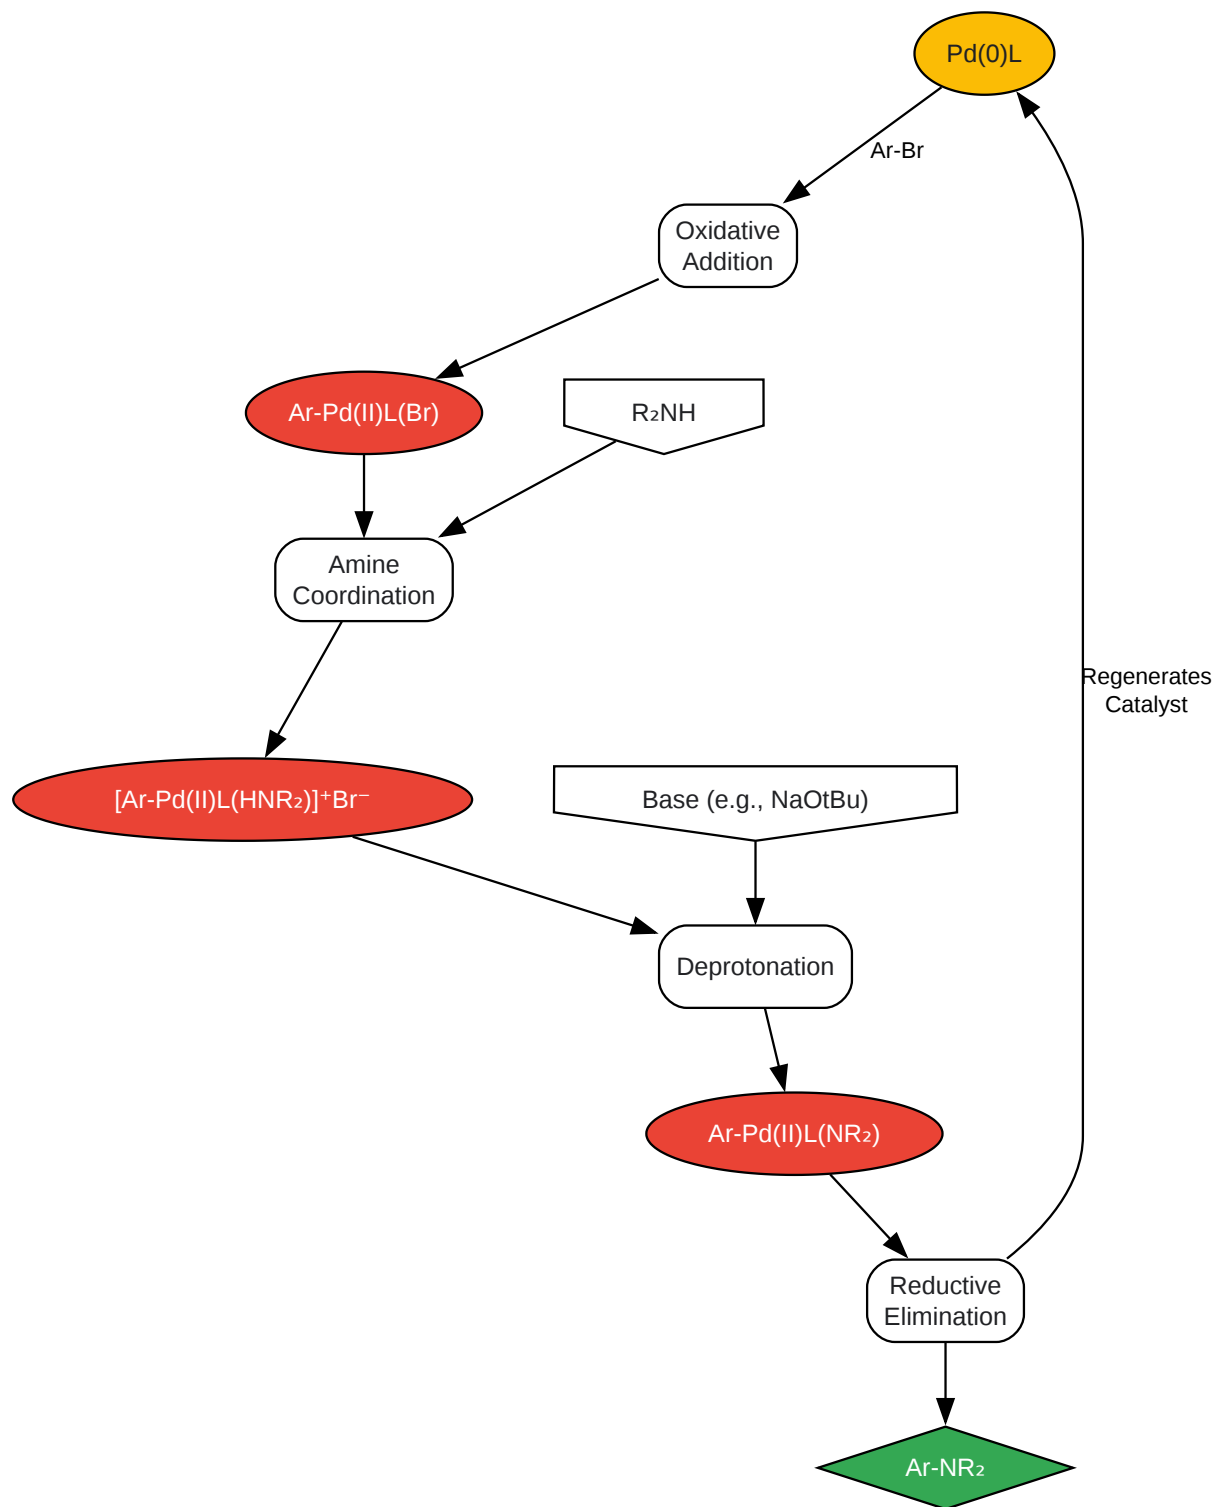 Pd(0)L
Ar-Br
Oxidative
Addition
Ar-Pd(II)L(Br)
R₂NH
Amine
Coordination
Regenerates
Catalyst
[Ar-Pd(II)L(HNR₂)]⁺Br⁻
Base (e.g., NaOtBu)
Deprotonation
Ar-Pd(II)L(NR₂)
Reductive
Elimination
Ar-NR₂